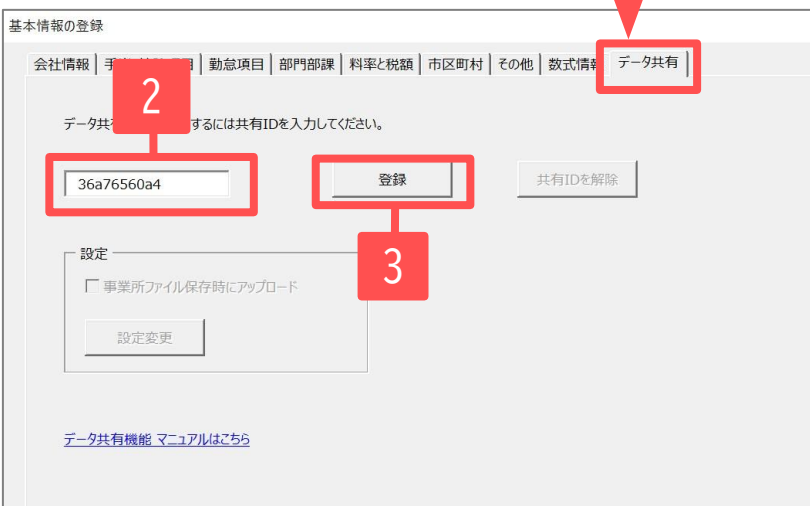 基本情報の登録
会社情報 手 項目 勤怠項目 部門部課 料率と税額 市区町村 その他 数式情報 データ共有
2
データ共 するには共有IDを入力してください。
36a76560a4 登録 共有IDを解除
3
設定
事業所ファイル保存時にアップロード
設定変更
データ共有機能 マニュアルはこちら